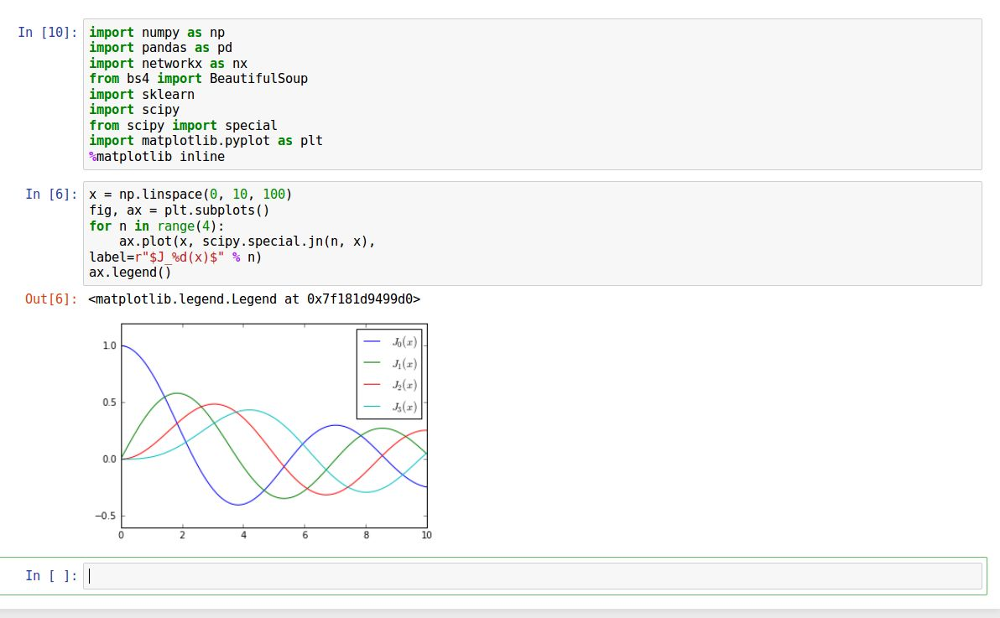 In [10]:
import numpy as np
import pandas as pd
import networkx as nx
from bs4 import BeautifulSoup
import sklearn
import scipy
from scipy import special
import matplotlib.pyplot as plt
%matplotlib inline
In [6]:
x = np.linspace(0, 10, 100)
fig, ax = plt.subplots()
for n in range(4):
    ax.plot(x, scipy.special.jn(n, x),
label=r"$J_%d(x)$" % n)
ax.legend()
Out[6]: <matplotlib.legend.Legend at 0x7f181d9499d0>
J₀(x)
J₁(x)
J₂(x)
J₃(x)
1.0
0.5
0.0
−0.5
0 2 4 6 8 10
In [ ]: